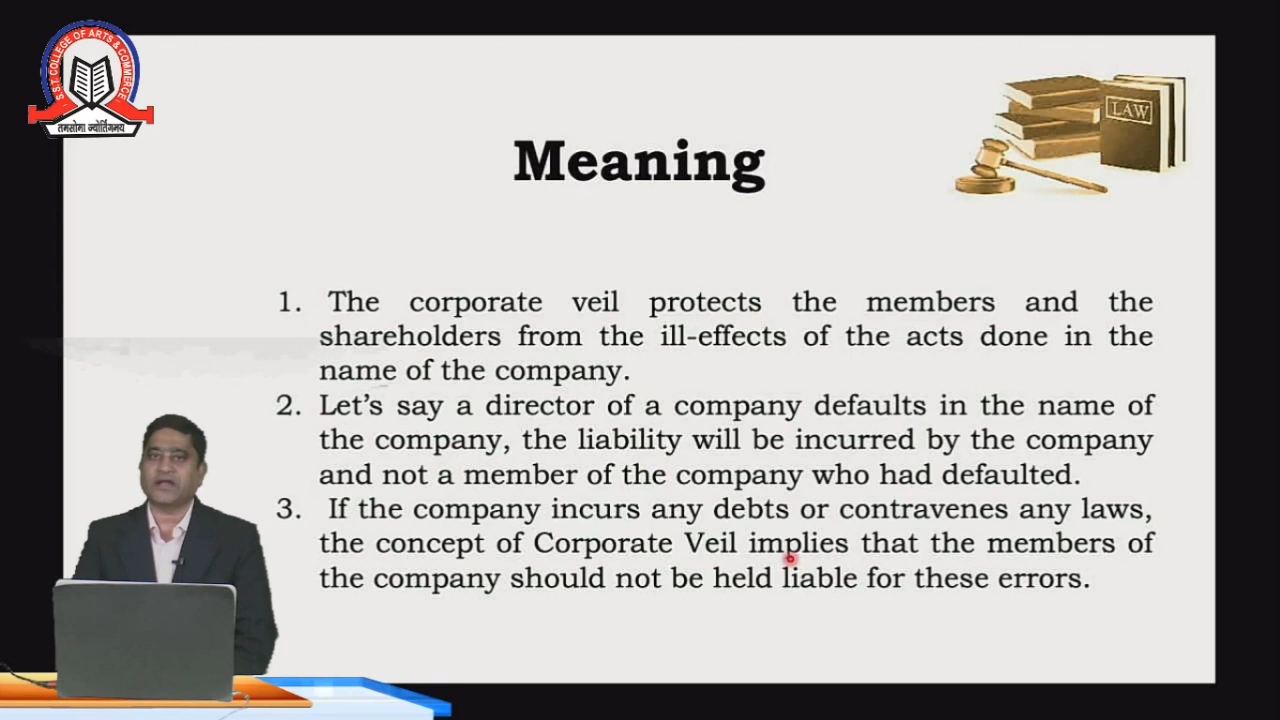 S.S.T. COLLEGE OF ARTS & COMMERCE
तमसोमा ज्योतिंगमय
LAW
Meaning
1. The corporate veil protects the members and the
shareholders from the ill-effects of the acts done in the
name of the company.
2. Let’s say a director of a company defaults in the name of
the company, the liability will be incurred by the company
and not a member of the company who had defaulted.
3. If the company incurs any debts or contravenes any laws,
the concept of Corporate Veil implies that the members of
the company should not be held liable for these errors.